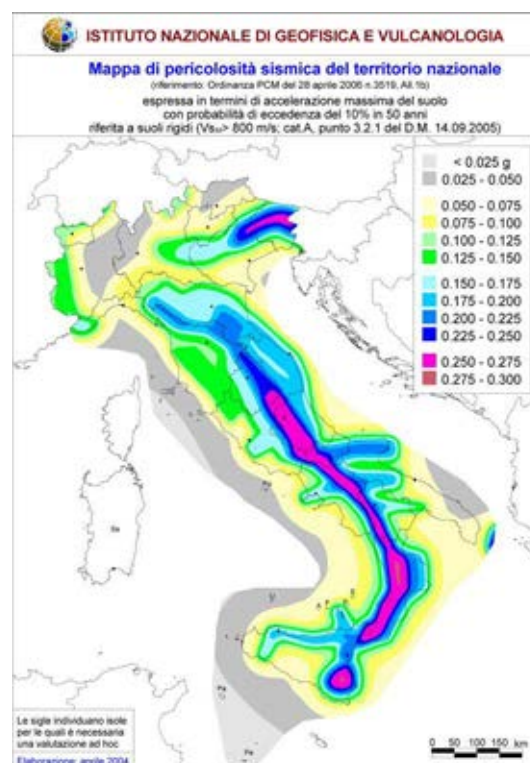 ISTITUTO NAZIONALE DI GEOFISICA E VULCANOLOGIA
Mappa di pericolosità sismica del territorio nazionale
(riferimento: Ordinanza PCM del 28 aprile 2006 n.3519, All.1b)
espressa in termini di accelerazione massima del suolo
con probabilità di eccedenza del 10% in 50 anni
riferita a suoli rigidi (Vs₃₀> 800 m/s; cat.A, punto 3.2.1 del D.M. 14.09.2005)
< 0.025 g
0.025 - 0.050
0.050 - 0.075
0.075 - 0.100
0.100 - 0.125
0.125 - 0.150
0.150 - 0.175
0.175 - 0.200
0.200 - 0.225
0.225 - 0.250
0.250 - 0.275
0.275 - 0.300
Le sigle individuano isole
per le quali è necessaria
una valutazione ad hoc
Elaborazione: aprile 2004
0 50 100 150 km